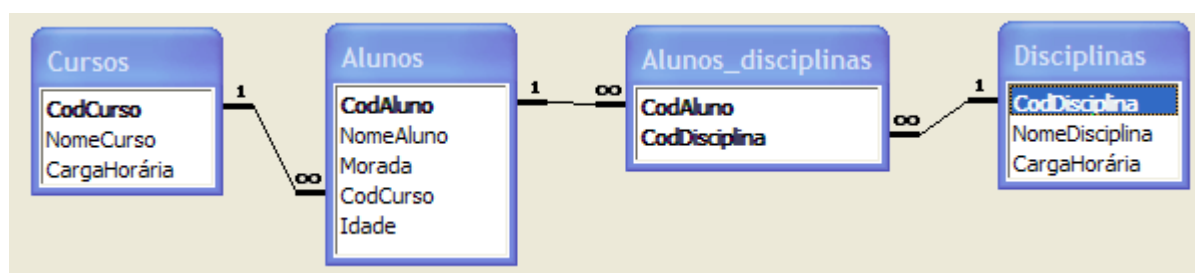 Cursos
CodCurso
NomeCurso
CargaHorária
1
∞
Alunos
CodAluno
NomeAluno
Morada
CodCurso
Idade
1
∞
Alunos_disciplinas
CodAluno
CodDisciplina
∞
1
Disciplinas
CodDisciplina
NomeDisciplina
CargaHorária